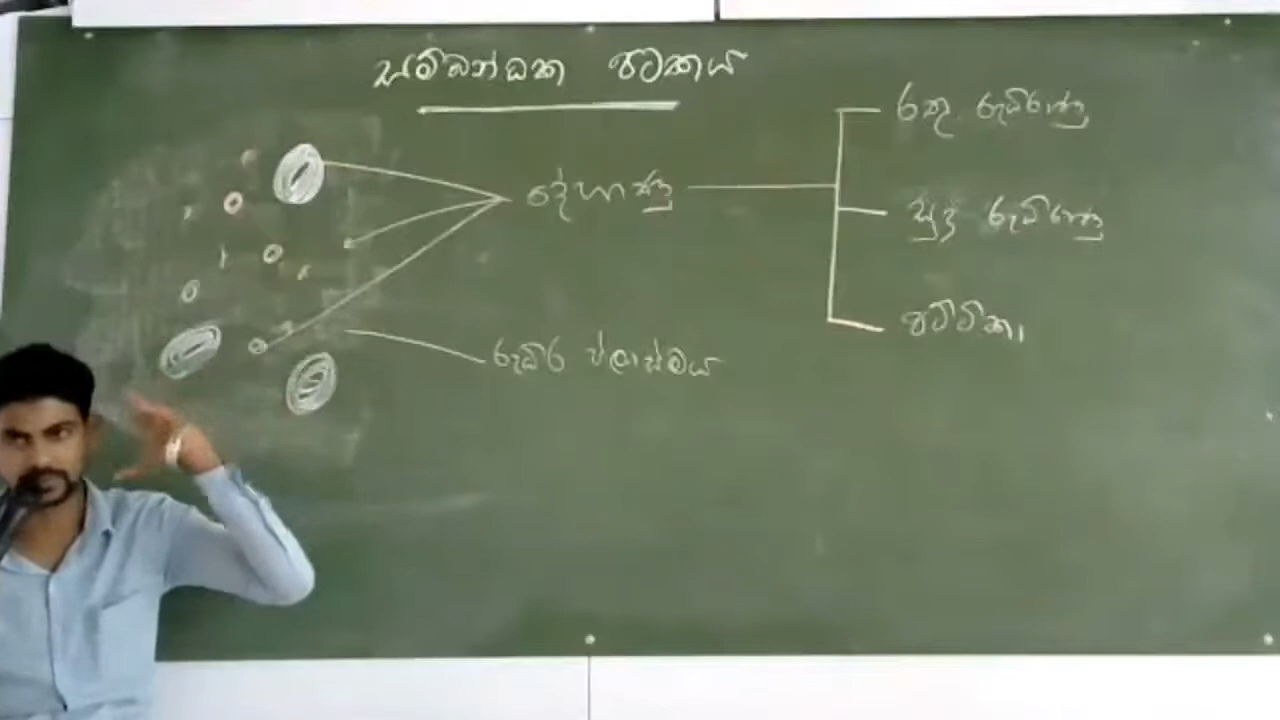 සම්බන්ධක පටකය
රතු රුධිරාණු
දේහාණු
සුදු රුධිරාණු
පට්ටිකා
රුධිර ප්ලාස්මය